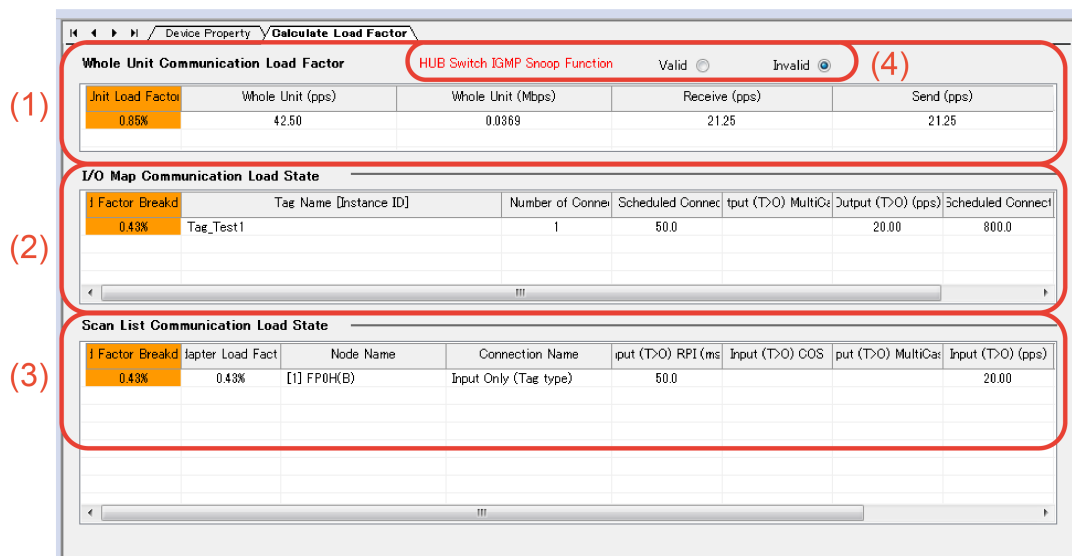 Device Property Calculate Load Factor
Whole Unit Communication Load Factor HUB Switch IGMP Snoop Function Valid Invalid (4)
(1)
Jnit Load Factor Whole Unit (pps) Whole Unit (Mbps) Receive (pps) Send (pps)
0.85% 42.50 0.0369 21.25 21.25
I/O Map Communication Load State
(2)
d Factor Breakd Tag Name [Instance ID] Number of Connec Scheduled Connec tput (T>O) MultiCa Output (T>O) (pps) Scheduled Connect
0.43% Tag_Test1 1 50.0 20.00 800.0
Scan List Communication Load State
(3)
d Factor Breakd dapter Load Fact Node Name Connection Name put (T>O) RPI (ms Input (T>O) COS put (T>O) MultiCas Input (T>O) (pps)
0.43% 0.43% [1] FP0H(B) Input Only (Tag type) 50.0 20.00